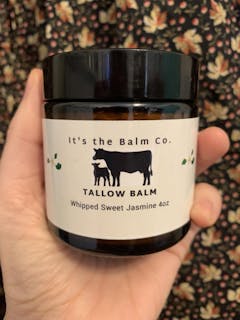 It's the Balm Co.
TALLOW BALM
Whipped Sweet Jasmine 4oz